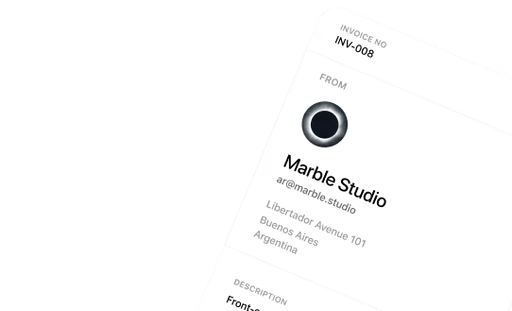 INVOICE NO
INV-008
FROM
Marble Studio
ar@marble.studio
Libertador Avenue 101
Buenos Aires
Argentina
DESCRIPTION